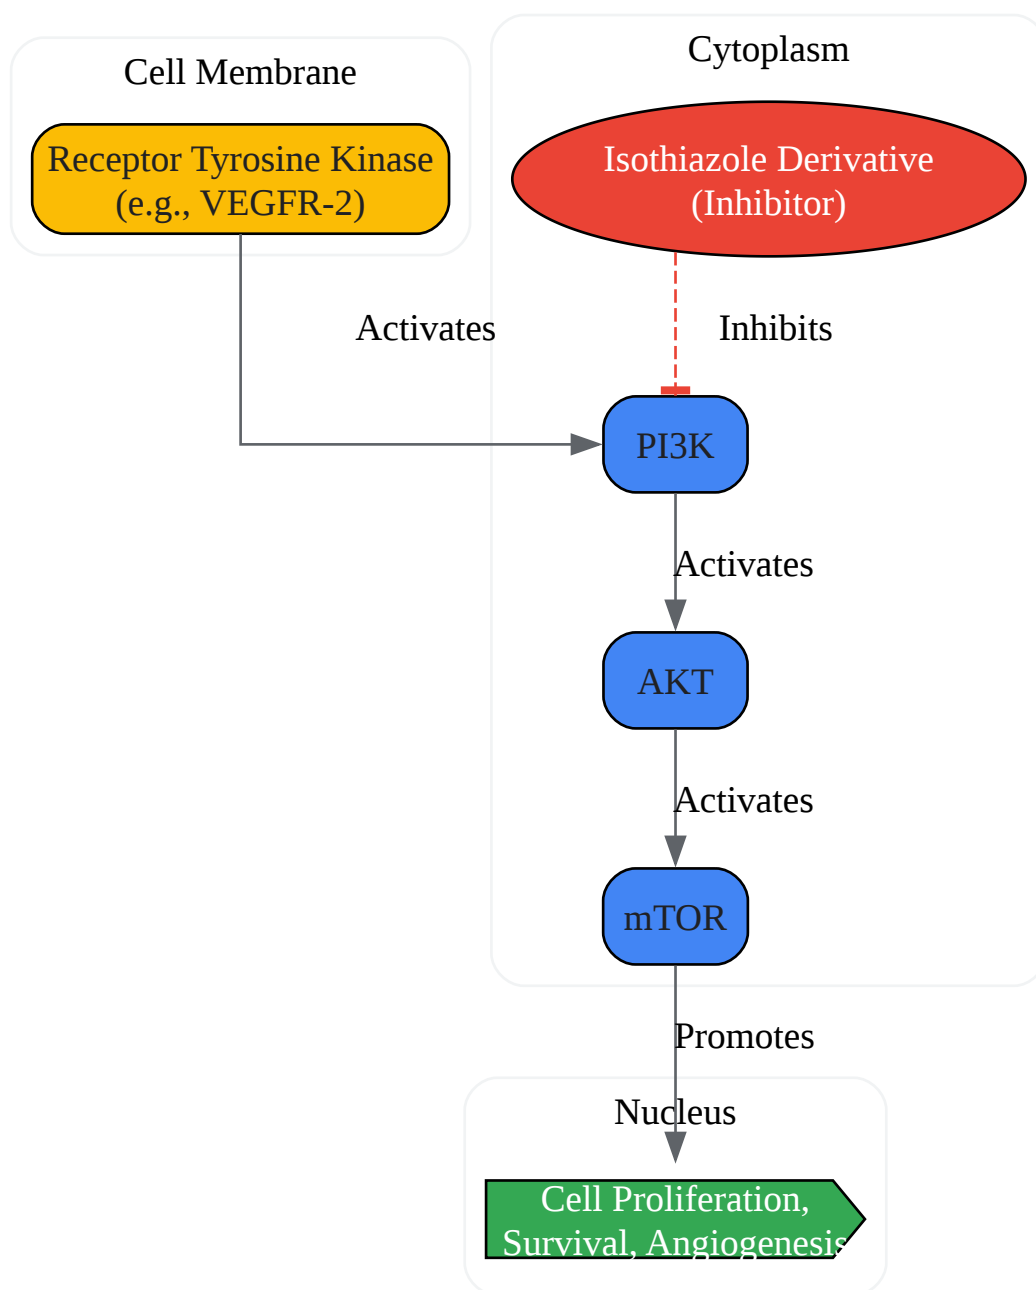 Cell Membrane
Receptor Tyrosine Kinase
(e.g., VEGFR-2)
Cytoplasm
Isothiazole Derivative
(Inhibitor)
Activates
Inhibits
PI3K
Activates
AKT
Activates
mTOR
Promotes
Nucleus
Cell Proliferation,
Survival, Angiogenesis